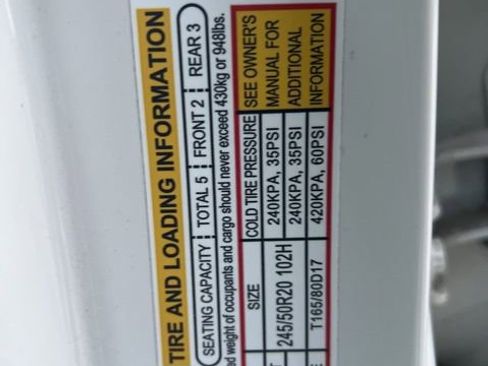 TIRE AND LOADING INFORMATION
SEATING CAPACITY TOTAL 5 FRONT 2 REAR 3
weight of occupants and cargo should never exceed 430kg or 948lbs.
SIZE COLD TIRE PRESSURE SEE OWNER'S
245/50R20 102H 240KPA, 35PSI MANUAL FOR
240KPA, 35PSI ADDITIONAL
T165/80D17 420KPA, 60PSI INFORMATION